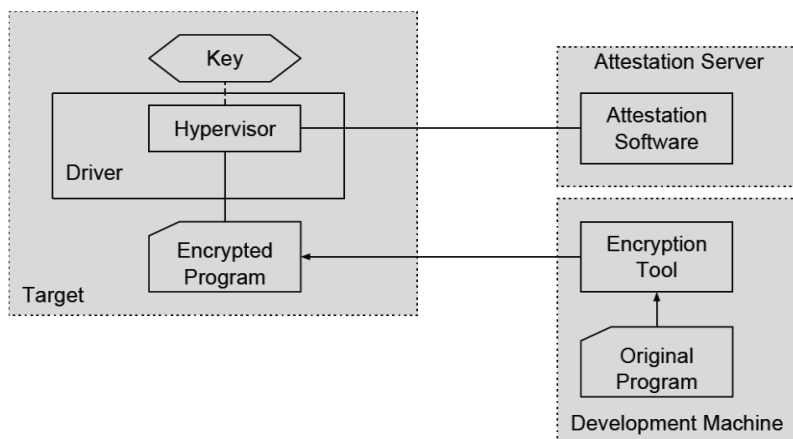 Key
Hypervisor
Driver
Encrypted
Program
Target
Attestation Server
Attestation
Software
Encryption
Tool
Original
Program
Development Machine